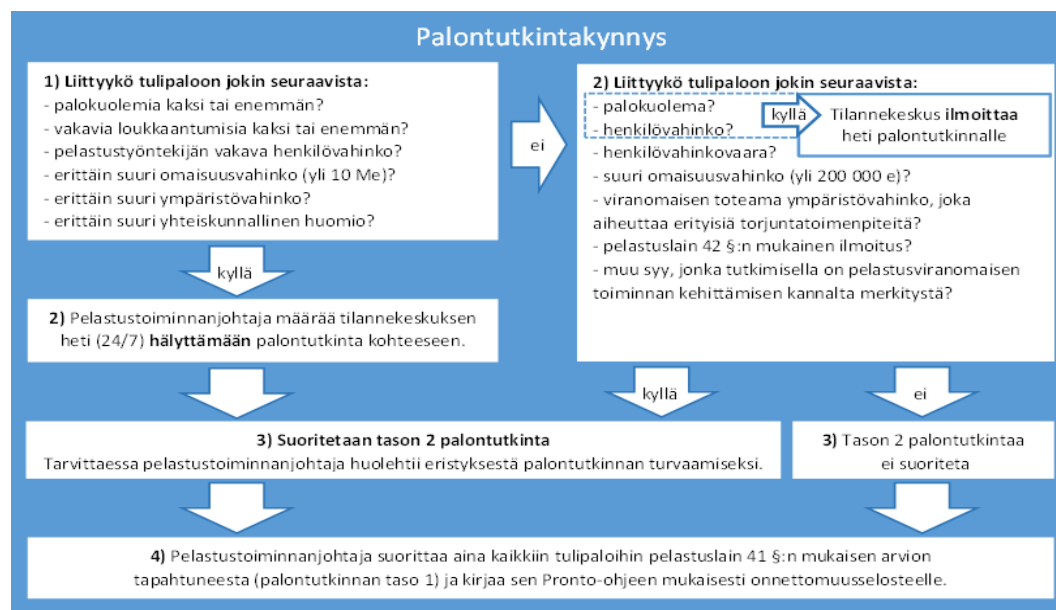 Palontutkintakynnys
1) Liittyykö tulipaloon jokin seuraavista:
- palokuolemia kaksi tai enemmän?
- vakavia loukkaantumisia kaksi tai enemmän?
- pelastustyöntekijän vakava henkilövahinko?
- erittäin suuri omaisuusvahinko (yli 10 Me)?
- erittäin suuri ympäristövahinko?
- erittäin suuri yhteiskunnallinen huomio?
ei
2) Liittyykö tulipaloon jokin seuraavista:
- palokuolema?
- henkilövahinko?
kyllä
Tilannekeskus ilmoittaa
heti palontutkinnalle
- henkilövahinkovaara?
- suuri omaisuusvahinko (yli 200 000 e)?
- viranomaisen toteama ympäristövahinko, joka
aiheuttaa erityisiä torjuntatoimenpiteitä?
- pelastuslain 42 §:n mukainen ilmoitus?
- muu syy, jonka tutkimisella on pelastusviranomaisen
toiminnan kehittämisen kannalta merkitystä?
kyllä
2) Pelastustoiminnanjohtaja määrää tilannekeskuksen
heti (24/7) hälyttämään palontutkinta kohteeseen.
kyllä
ei
3) Suoritetaan tason 2 palontutkinta
Tarvittaessa pelastustoiminnanjohtaja huolehtii eristyksestä palontutkinnan turvaamiseksi.
3) Tason 2 palontutkintaa
ei suoriteta
4) Pelastustoiminnanjohtaja suorittaa aina kaikkiin tulipaloihin pelastuslain 41 §:n mukaisen arvion
tapahtuneesta (palontutkinnan taso 1) ja kirjaa sen Pronto-ohjeen mukaisesti onnettomuusselosteelle.